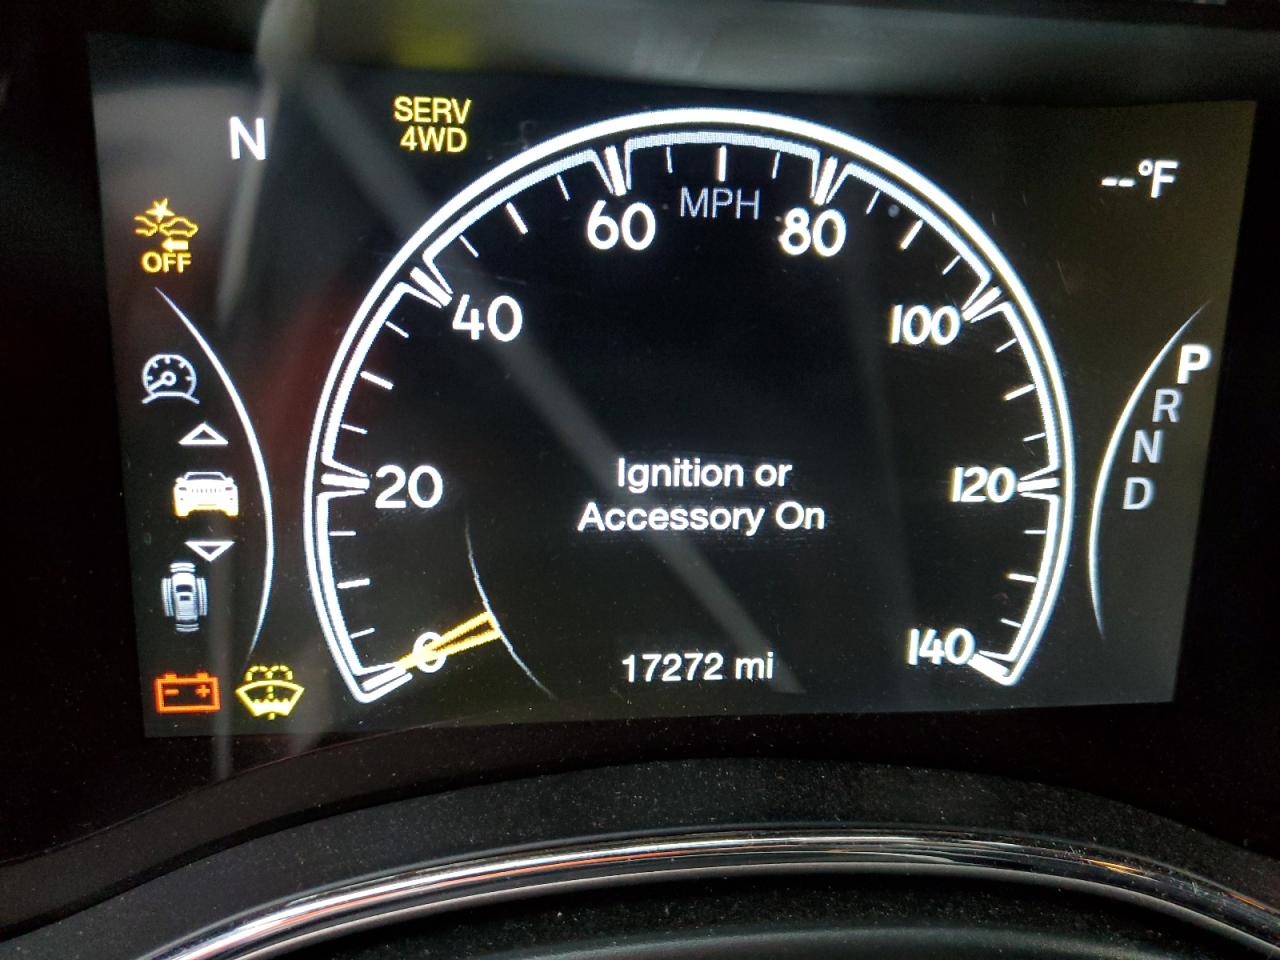 N
SERV
4WD
--°F
OFF
MPH
0
20
40
60
80
100
120
140
P
R
N
D
Ignition or
Accessory On
17272 mi